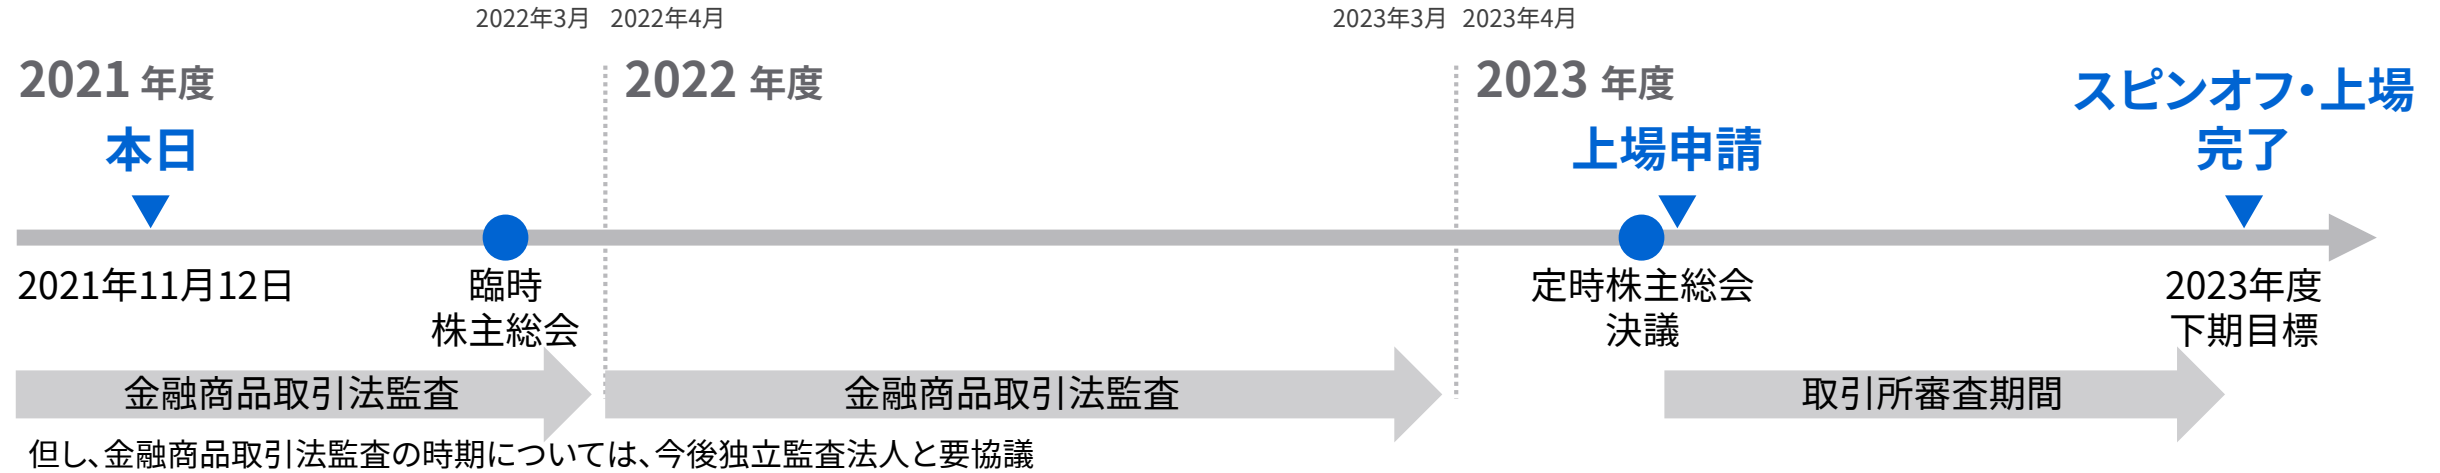 2022年3月 2022年4月
2023年3月 2023年4月
2021 年度
2022 年度
2023 年度
スピンオフ・上場
完了
本日
上場申請
2021年11月12日
臨時
株主総会
定時株主総会
決議
2023年度
下期目標
金融商品取引法監査
金融商品取引法監査
取引所審査期間
但し、金融商品取引法監査の時期については、今後独立監査法人と要協議